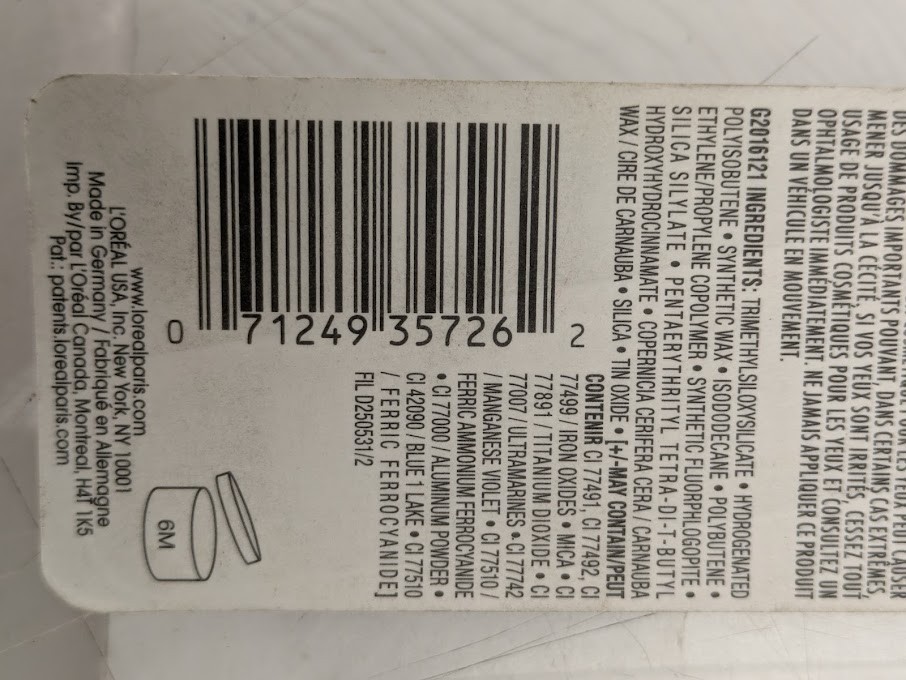 DES DOMMAGES IMPORTANTS POUVANT, DANS CERTAINS CAS EXTRÊMES,
MENER JUSQU'À LA CÉCITÉ. SI VOS YEUX SONT IRRITÉS, CESSEZ TOUT
USAGE DE PRODUITS COSMÉTIQUES POUR LES YEUX ET CONSULTEZ UN
OPHTALMOLOGISTE IMMÉDIATEMENT. NE JAMAIS APPLIQUER CE PRODUIT
DANS UN VÉHICULE EN MOUVEMENT.
G2016121 INGREDIENTS: TRIMETHYLSILOXYSILICATE • HYDROGENATED
POLYISOBUTENE • SYNTHETIC WAX • ISODODECANE • POLYBUTENE •
ETHYLENE/PROPYLENE COPOLYMER • SYNTHETIC FLUORPHLOGOPITE •
SILICA SILYLATE • PENTAERYTHRITYL TETRA-DI-T-BUTYL
HYDROXYHYDROCINNAMATE • COPERNICIA CERIFERA CERA / CARNAUBA
WAX / CIRE DE CARNAUBA • SILICA • TIN OXIDE • [+/-MAY CONTAIN/PEUT
CONTENIR CI 77491, CI 77492, CI
77499 / IRON OXIDES • MICA • CI
77891 / TITANIUM DIOXIDE • CI
77007 / ULTRAMARINES • CI 77742
/ MANGANESE VIOLET • CI 77510 /
FERRIC AMMONIUM FERROCYANIDE
• CI 77000 / ALUMINUM POWDER •
CI 42090 / BLUE 1 LAKE • CI 77510
/ FERRIC FERROCYANIDE]
FIL D250531/2
0 71249 35726 2
6M
www.lorealparis.com
L'ORÉAL USA, Inc. New York, NY 10001
Made in Germany / Fabriqué en Allemagne
Imp. By/par L'Oréal Canada, Montreal, H4T 1K5
Pat.: patents.lorealparis.com